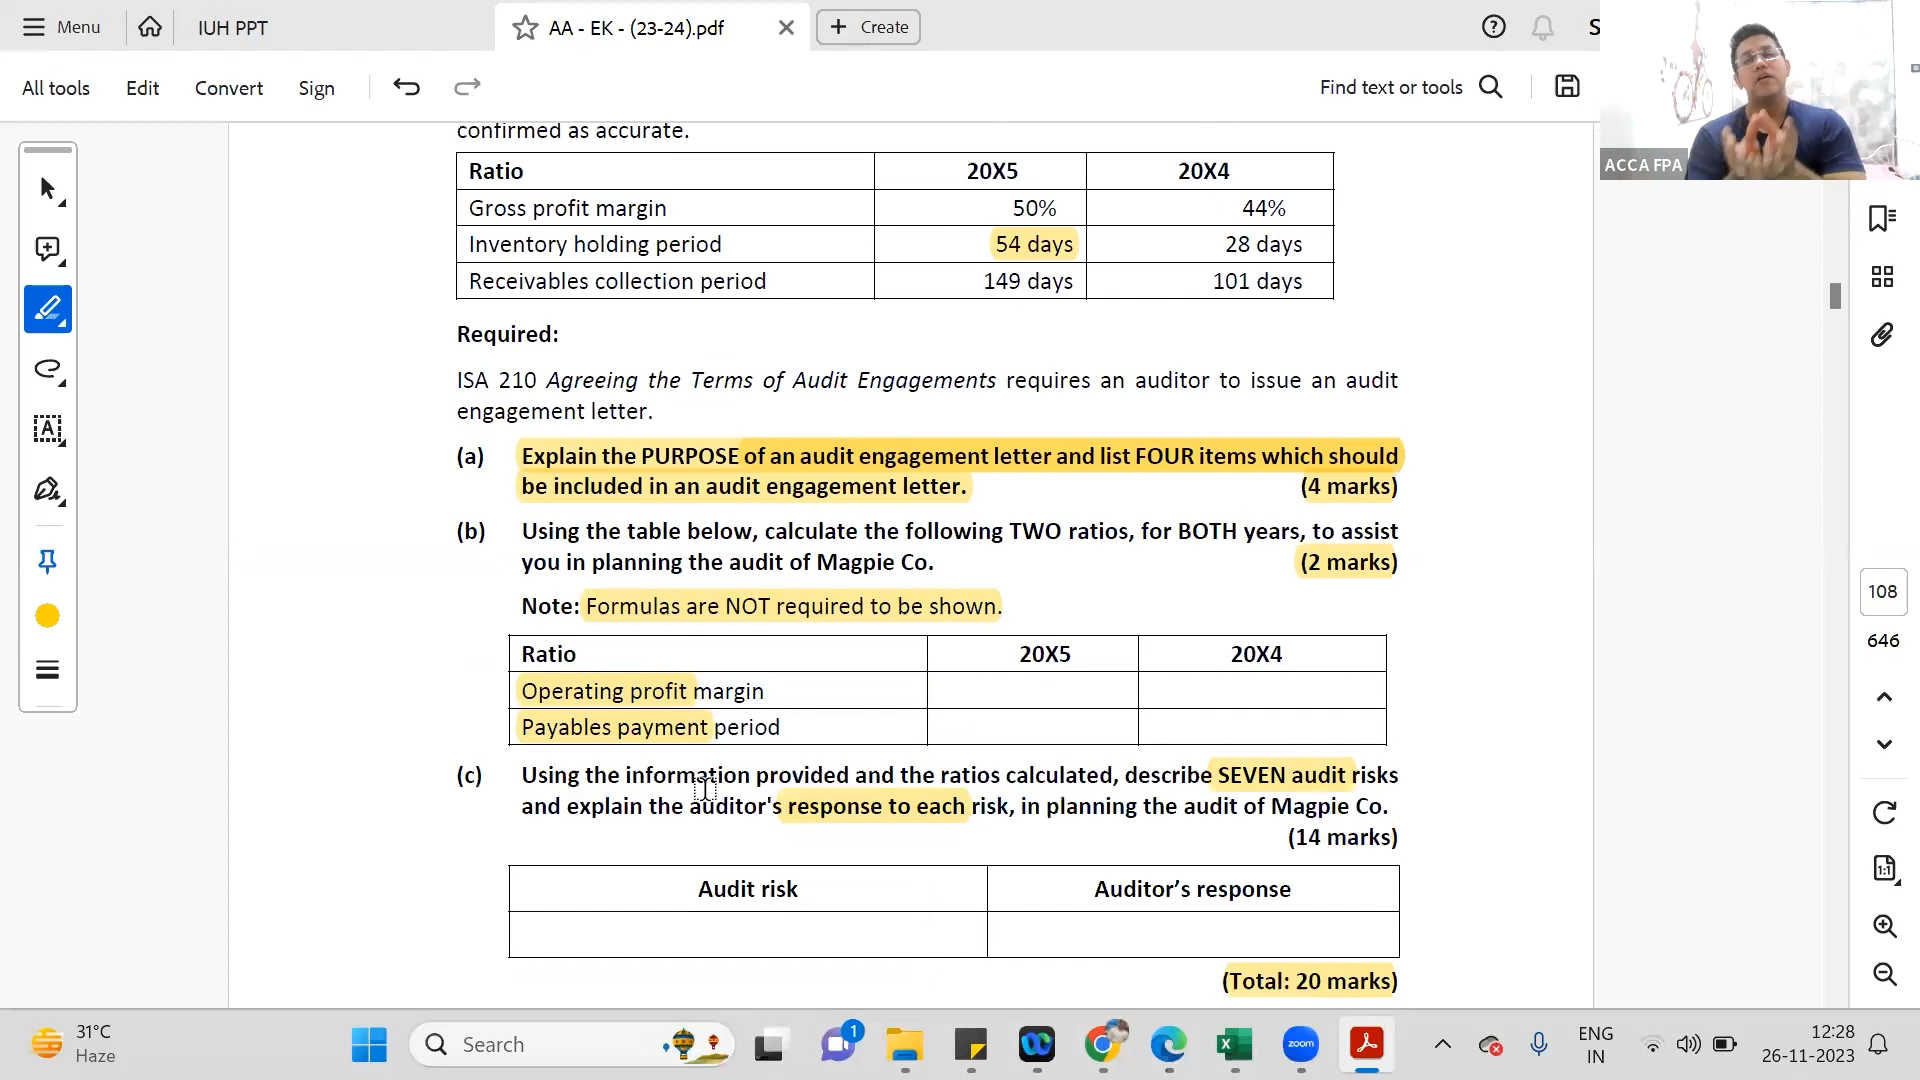 Menu
IUH PPT
AA - EK - (23-24).pdf
Create
All tools
Edit
Convert
Sign
Find text or tools
ACCA FPA
confirmed as accurate.
Ratio 20X5 20X4
Gross profit margin 50% 44%
Inventory holding period 54 days 28 days
Receivables collection period 149 days 101 days
Required:
ISA 210 Agreeing the Terms of Audit Engagements requires an auditor to issue an audit
engagement letter.
(a) Explain the PURPOSE of an audit engagement letter and list FOUR items which should
be included in an audit engagement letter. (4 marks)
(b) Using the table below, calculate the following TWO ratios, for BOTH years, to assist
you in planning the audit of Magpie Co. (2 marks)
Note: Formulas are NOT required to be shown.
Ratio 20X5 20X4
Operating profit margin
Payables payment period
(c) Using the information provided and the ratios calculated, describe SEVEN audit risks
and explain the auditor's response to each risk, in planning the audit of Magpie Co.
(14 marks)
Audit risk Auditor’s response
(Total: 20 marks)
108
646
1:1
31°C
Haze
Search
1
zoom
ENG
IN
12:28
26-11-2023